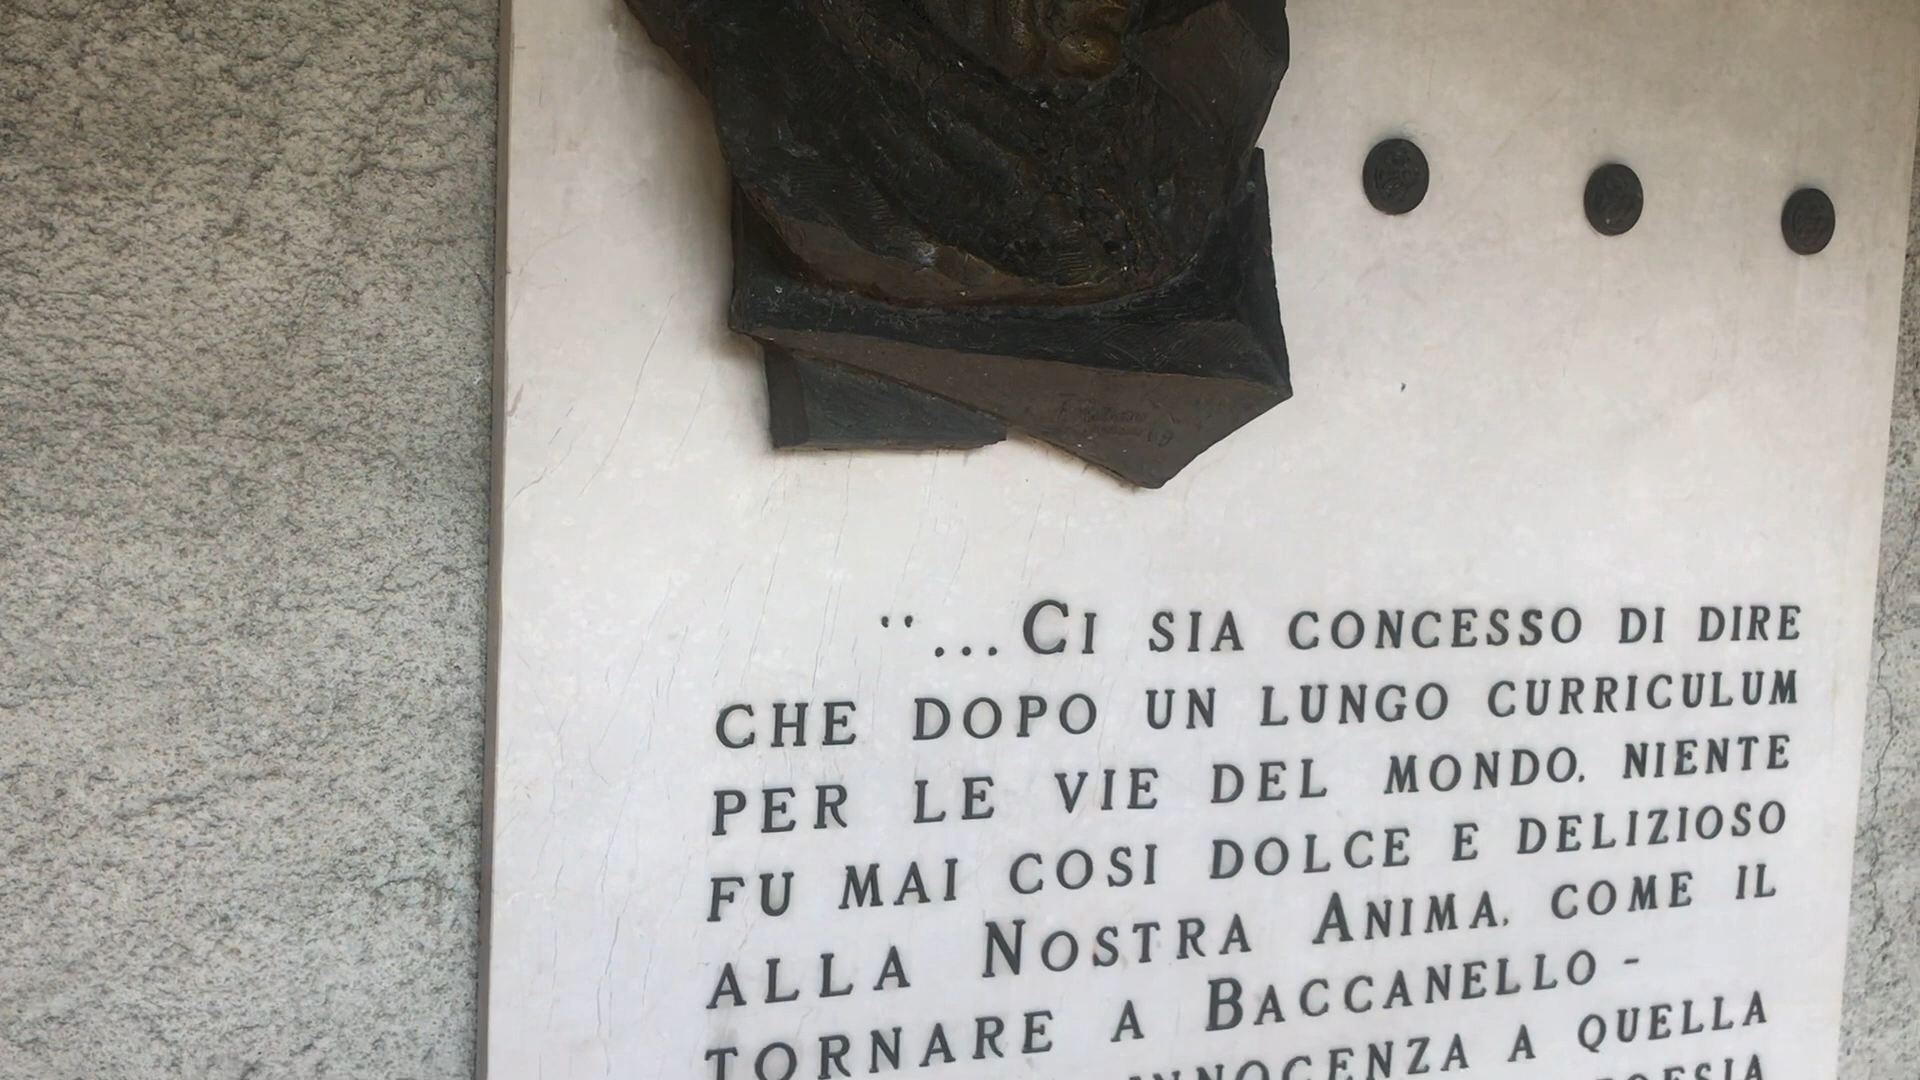 “...CI SIA CONCESSO DI DIRE
CHE DOPO UN LUNGO CURRICULUM
PER LE VIE DEL MONDO, NIENTE
FU MAI COSI DOLCE E DELIZIOSO
ALLA NOSTRA ANIMA, COME IL
TORNARE A BACCANELLO -
INNOCENZA A QUELLA
POESIA